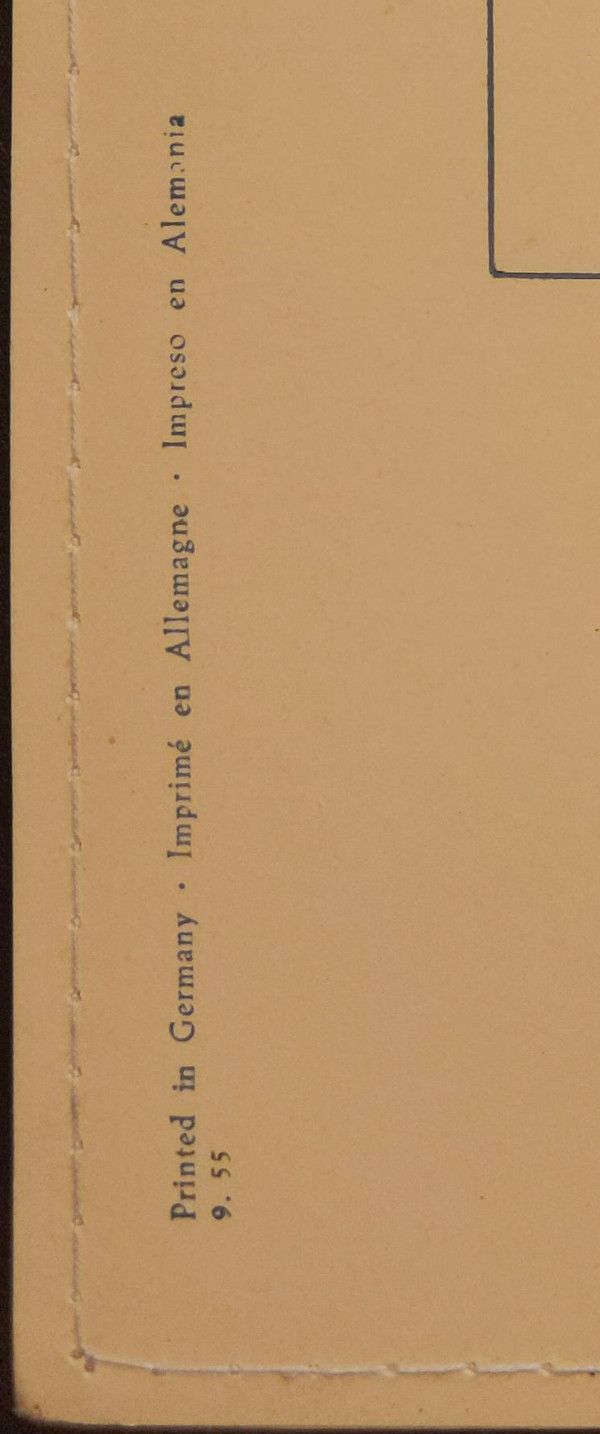 Printed in Germany · Imprimé en Allemagne · Impreso en Alemania
9. 55